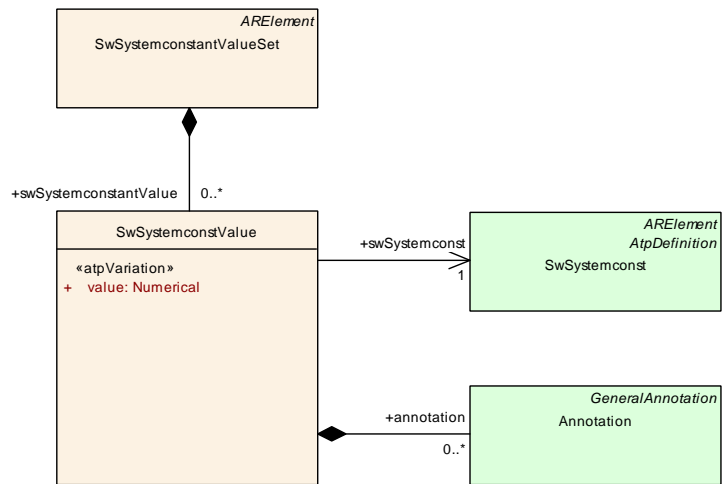 ARElement
SwSystemconstantValueSet
+swSystemconstantValue 0..*
SwSystemconstValue
«atpVariation»
+ value: Numerical
+swSystemconst
1
ARElement
AtpDefinition
SwSystemconst
+annotation
0..*
GeneralAnnotation
Annotation